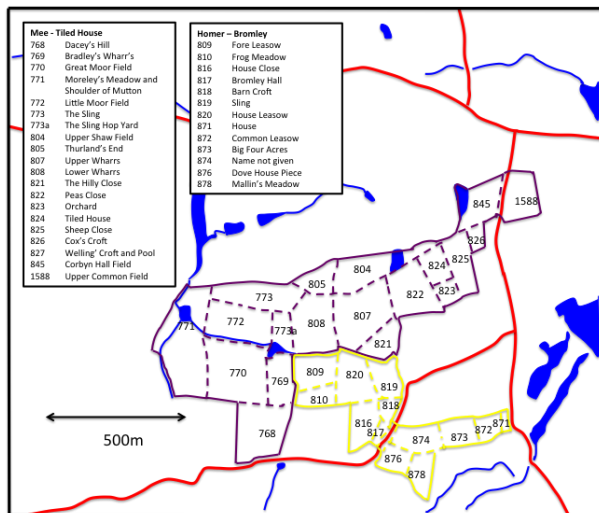 Mee - Tiled House
768 Dacey's Hill
769 Bradley's Wharr's
770 Great Moor Field
771 Moreley's Meadow and
Shoulder of Mutton
772 Little Moor Field
773 The Sling
773a The Sling Hop Yard
804 Upper Shaw Field
805 Thurland's End
807 Upper Wharrs
808 Lower Wharrs
821 The Hilly Close
822 Peas Close
823 Orchard
824 Tiled House
825 Sheep Close
826 Cox's Croft
827 Welling' Croft and Pool
845 Corbyn Hall Field
1588 Upper Common Field
Homer – Bromley
809 Fore Leasow
810 Frog Meadow
816 House Close
817 Bromley Hall
818 Barn Croft
819 Sling
820 House Leasow
871 House
872 Common Leasow
873 Big Four Acres
874 Name not given
876 Dove House Piece
878 Mallin's Meadow
845
1588
826
825
824
804
805
823
822
773
807
808
772
771
773a
821
809
820
770
769
819
810
818
816
817
871
872
873
874
768
876
878
500m